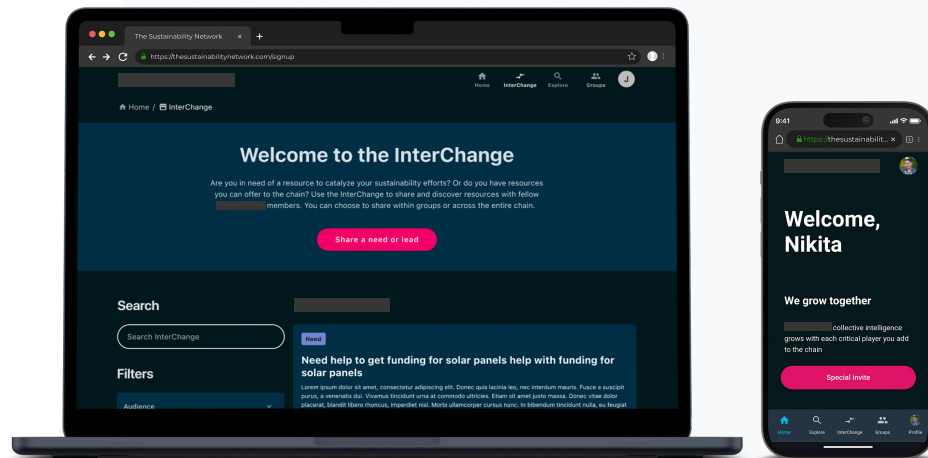 The Sustainability Network × +
https://thesustainabilitynetwork.com/signup
Home InterChange Explore Groups J
Home / InterChange
Welcome to the InterChange
Are you in need of a resource to catalyze your sustainability efforts? Or do you have resources
you can offer to the chain? Use the InterChange to share and discover resources with fellow
members. You can choose to share within groups or across the entire chain.
Share a need or lead
Search
Search InterChange
Filters
Audience
Need
Need help to get funding for solar panels help with funding for
solar panels
Lorem ipsum dolor sit amet, consectetur adipiscing elit. Donec quis lacinia leo, nec interdum mauris. Fusce a suscipit
purus, a venenatis dui. Vivamus tincidunt urna at commodo ultricies. Etiam sit amet justo massa. Donec vitae dolor
placerat, blandit libero rhoncus, imperdiet nisl. Morbi ullamcorper cursus nunc. In bibendum tincidunt nulla, eu feugiat
9:41
https://thesustainabilit... ×
Welcome,
Nikita
We grow together
collective intelligence
grows with each critical player you add
to the chain
Special invite
Home Explore InterChange Groups Profile